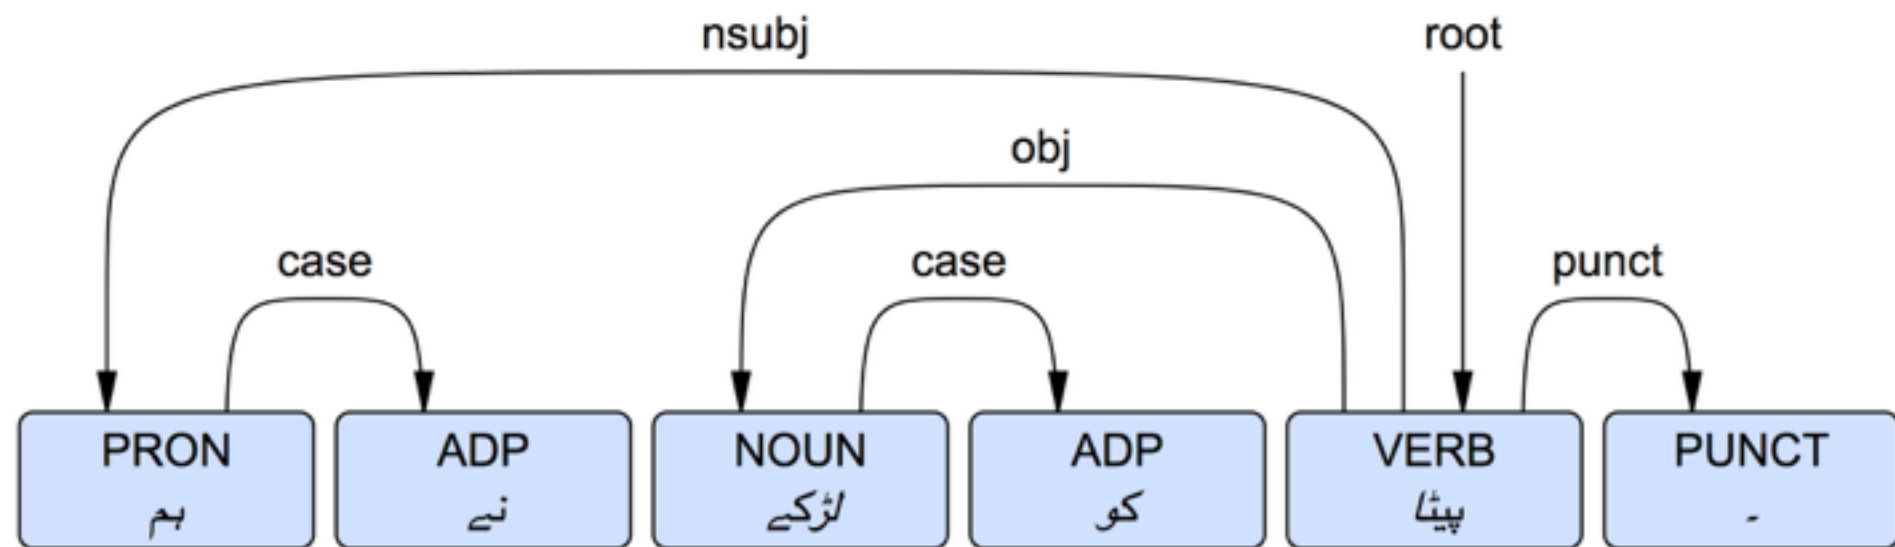 nsubj root
obj
case case punct
PRON ADP NOUN ADP VERB PUNCT
ہم نے لڑکے کو پیٹا ۔